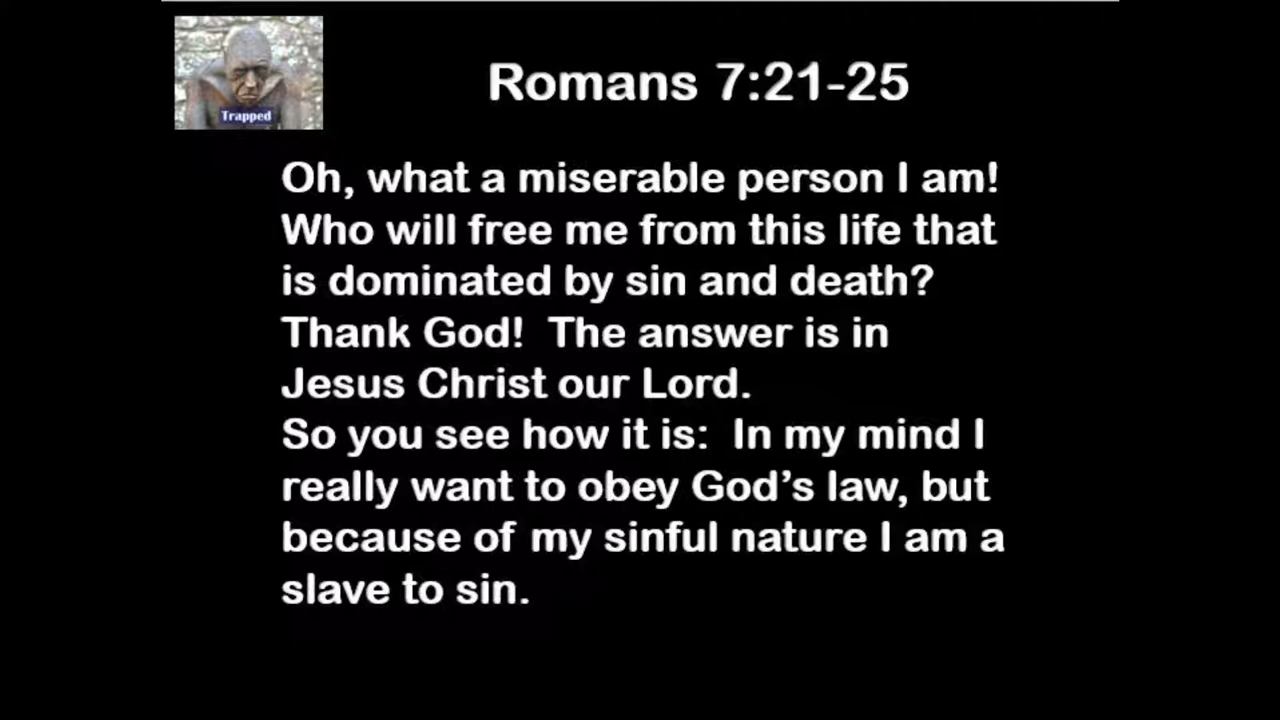 Trapped
Romans 7:21-25
Oh, what a miserable person I am!
Who will free me from this life that
is dominated by sin and death?
Thank God!  The answer is in
Jesus Christ our Lord.
So you see how it is:  In my mind I
really want to obey God’s law, but
because of my sinful nature I am a
slave to sin.